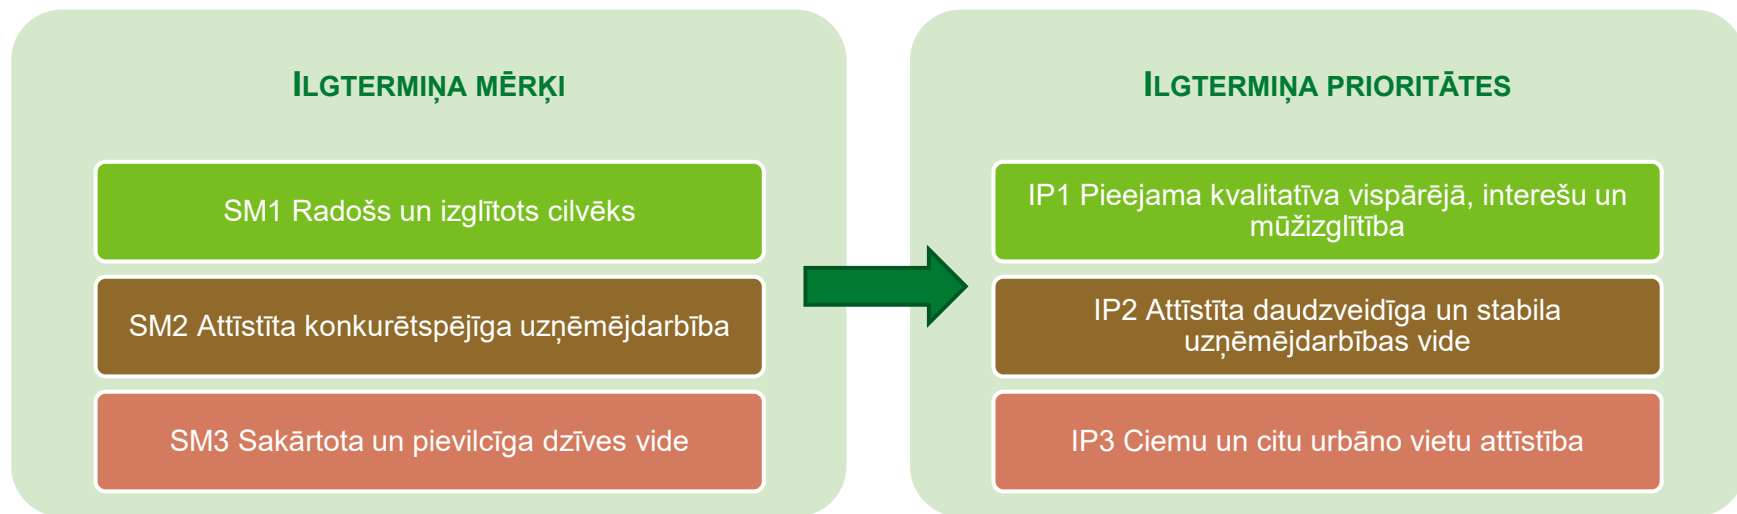 ILGTERMIŅA MĒRĶI
SM1 Radošs un izglītots cilvēks
SM2 Attīstīta konkurētspējīga uzņēmējdarbība
SM3 Sakārtota un pievilcīga dzīves vide
ILGTERMIŅA PRIORITĀTES
IP1 Pieejama kvalitatīva vispārējā, interešu un
mūžizglītība
IP2 Attīstīta daudzveidīga un stabila
uzņēmējdarbības vide
IP3 Ciemu un citu urbāno vietu attīstība